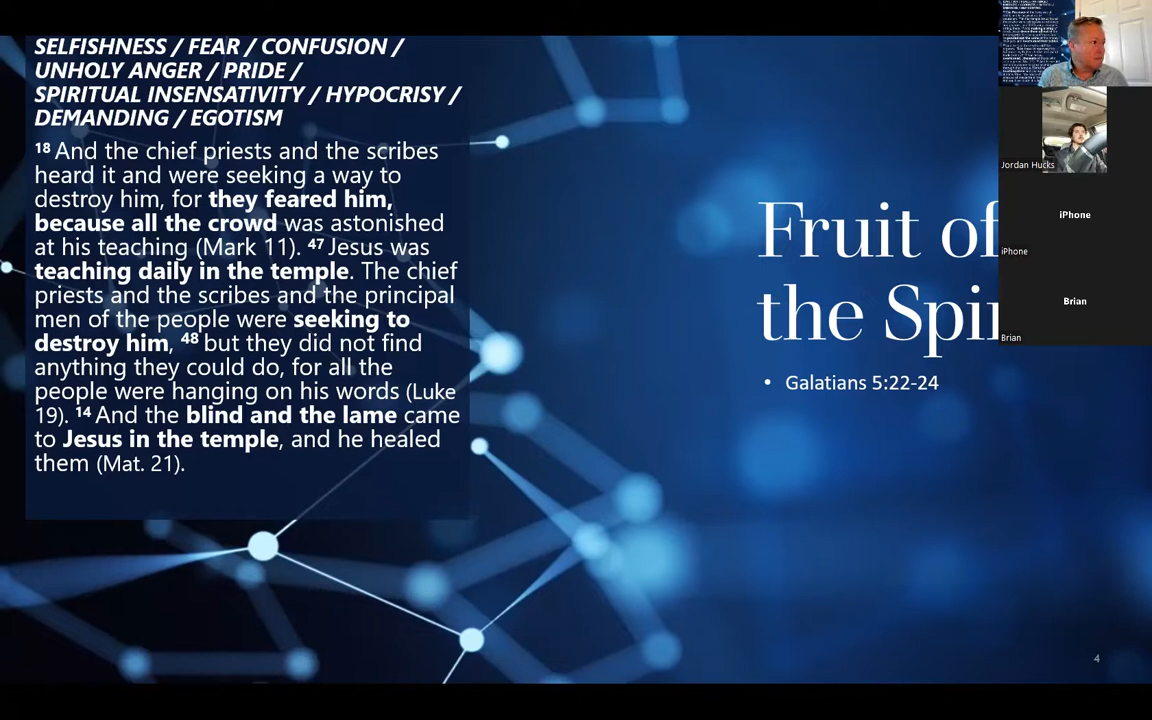 SELFISHNESS / FEAR / CONFUSION /
UNHOLY ANGER / PRIDE /
SPIRITUAL INSENSATIVITY / HYPOCRISY /
DEMANDING / EGOTISM
18 And the chief priests and the scribes
heard it and were seeking a way to
destroy him, for they feared him,
because all the crowd was astonished
at his teaching (Mark 11). 47 Jesus was
teaching daily in the temple. The chief
priests and the scribes and the principal
men of the people were seeking to
destroy him, 48 but they did not find
anything they could do, for all the
people were hanging on his words (Luke
19). 14 And the blind and the lame came
to Jesus in the temple, and he healed
them (Mat. 21).
Fruit of
the Spi
• Galatians 5:22-24
4
Jordan Hucks
iPhone
iPhone
Brian
Brian